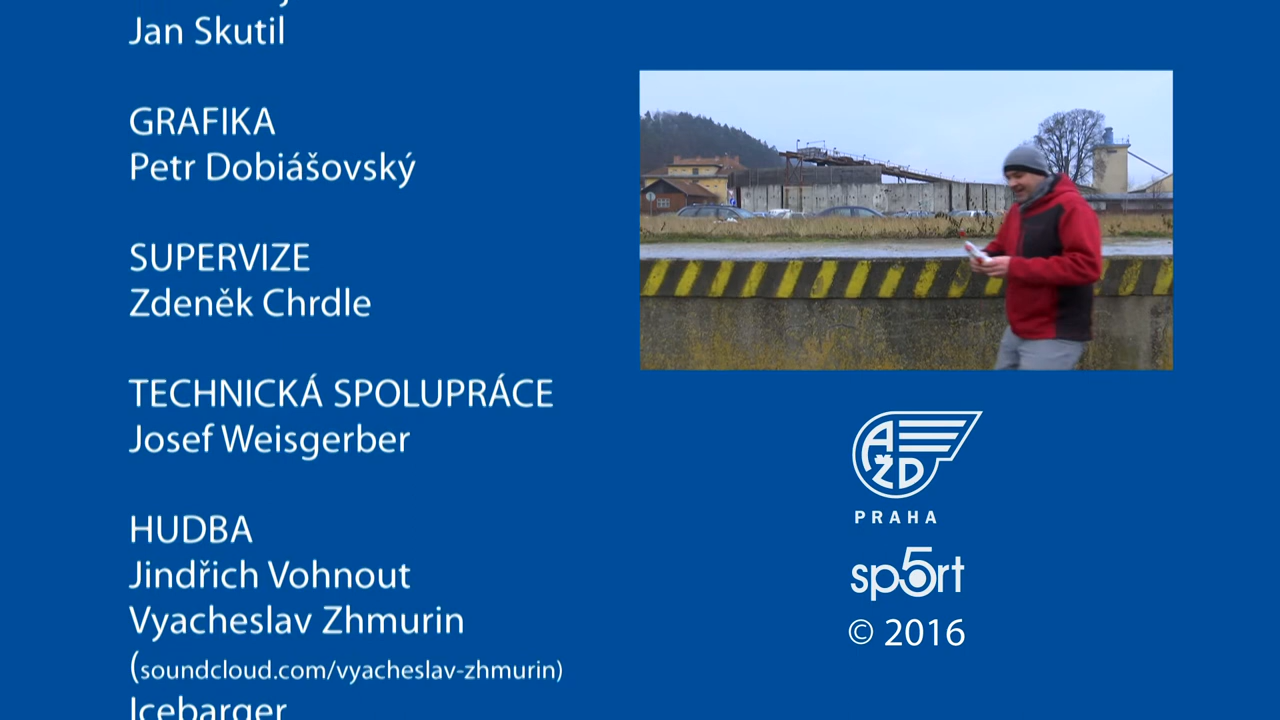 Jan Skutil
GRAFIKA
Petr Dobiášovský
SUPERVIZE
Zdeněk Chrdle
TECHNICKÁ SPOLUPRÁCE
Josef Weisgerber
HUDBA
Jindřich Vohnout
Vyacheslav Zhmurin
(soundcloud.com/vyacheslav-zhmurin)
Icebarger
AŽD
PRAHA
sp5rt
© 2016